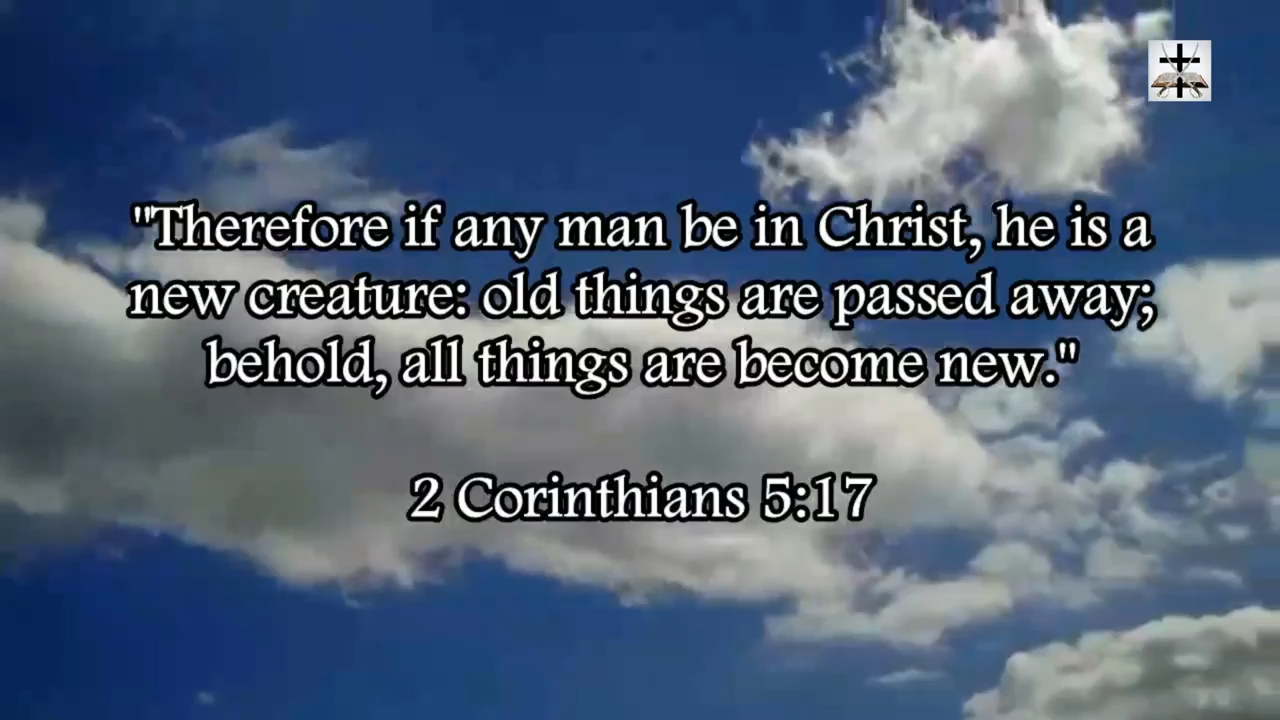 "Therefore if any man be in Christ, he is a
new creature: old things are passed away;
behold, all things are become new."
2 Corinthians 5:17